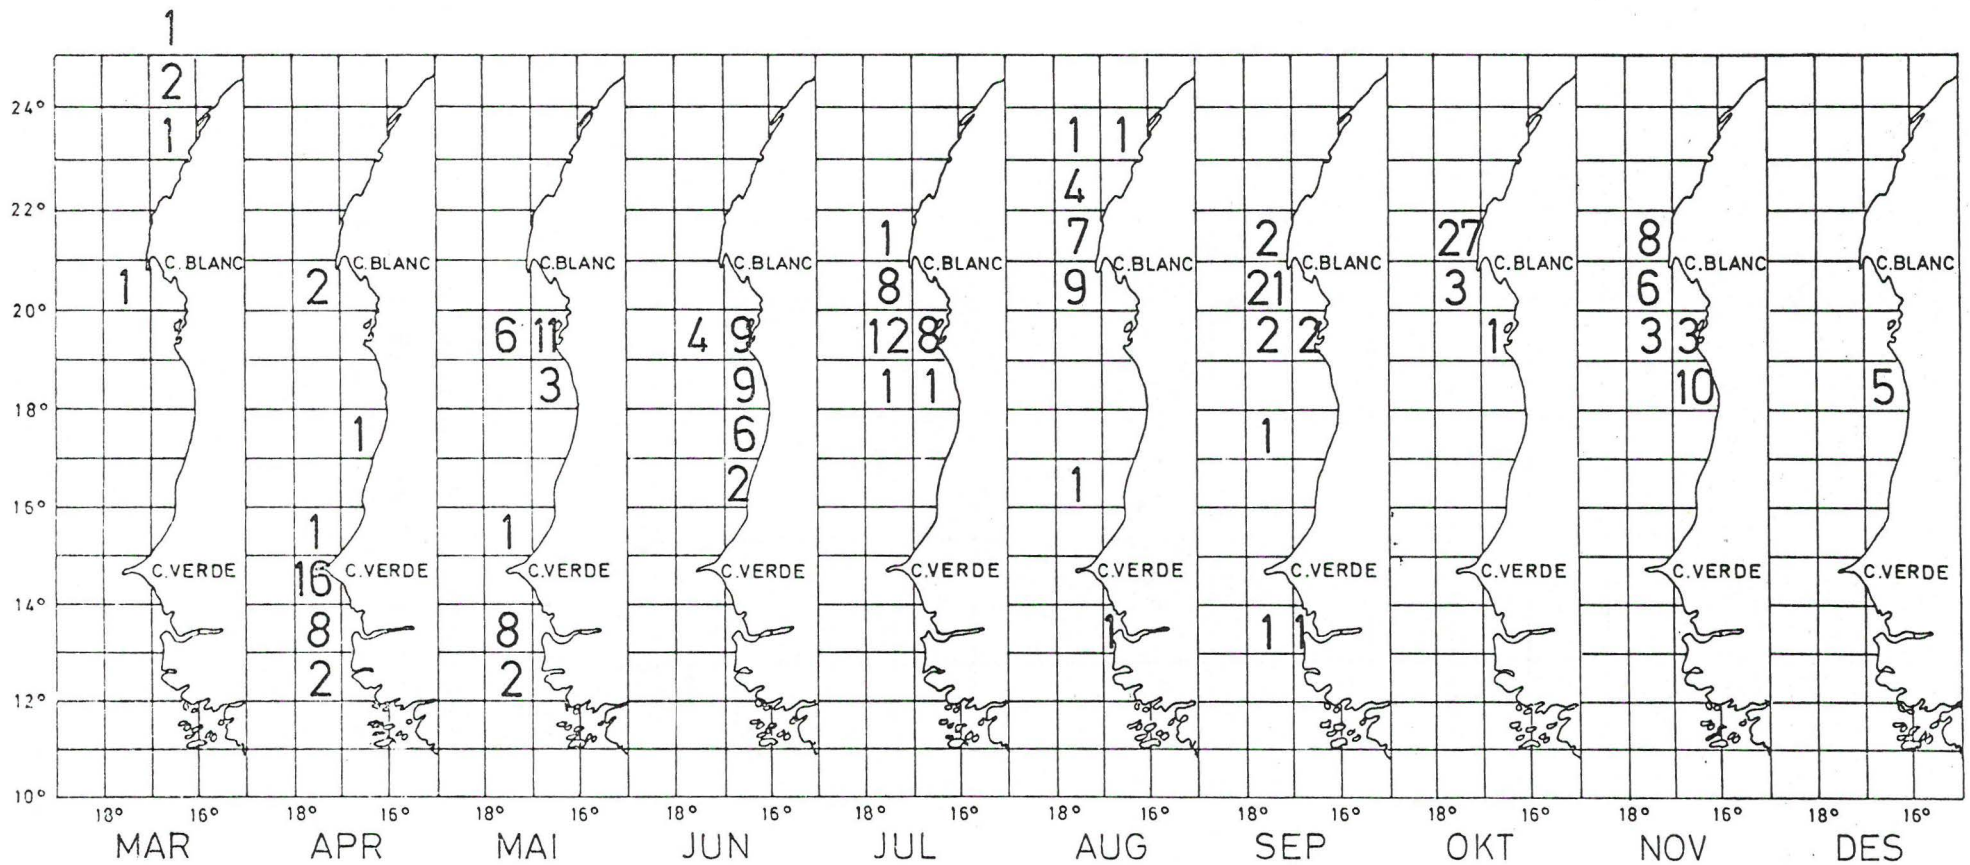 1
2
24°
1 1 1
4
22°
7 2 27 8
1
C.BLANC C.BLANC C.BLANC C.BLANC C.BLANC C.BLANC C.BLANC C.BLANC C.BLANC C.BLANC
1 2 8 9 21 3 6
20°
6 11 4 9 12 8 2 2 1 3 3
3 9 1 1 10 5
18°
1 6 1
2 1
15°
1 1
C.VERDE C.VERDE C.VERDE C.VERDE C.VERDE C.VERDE C.VERDE C.VERDE C.VERDE C.VERDE
16
14°
8 8 1 1 1
2 2
12°
10°
18° 16° 18° 16° 18° 16° 18° 16° 18° 16° 18° 16° 18° 16° 18° 16° 18° 16° 18° 16°
MAR APR MAI JUN JUL AUG SEP OKT NOV DES